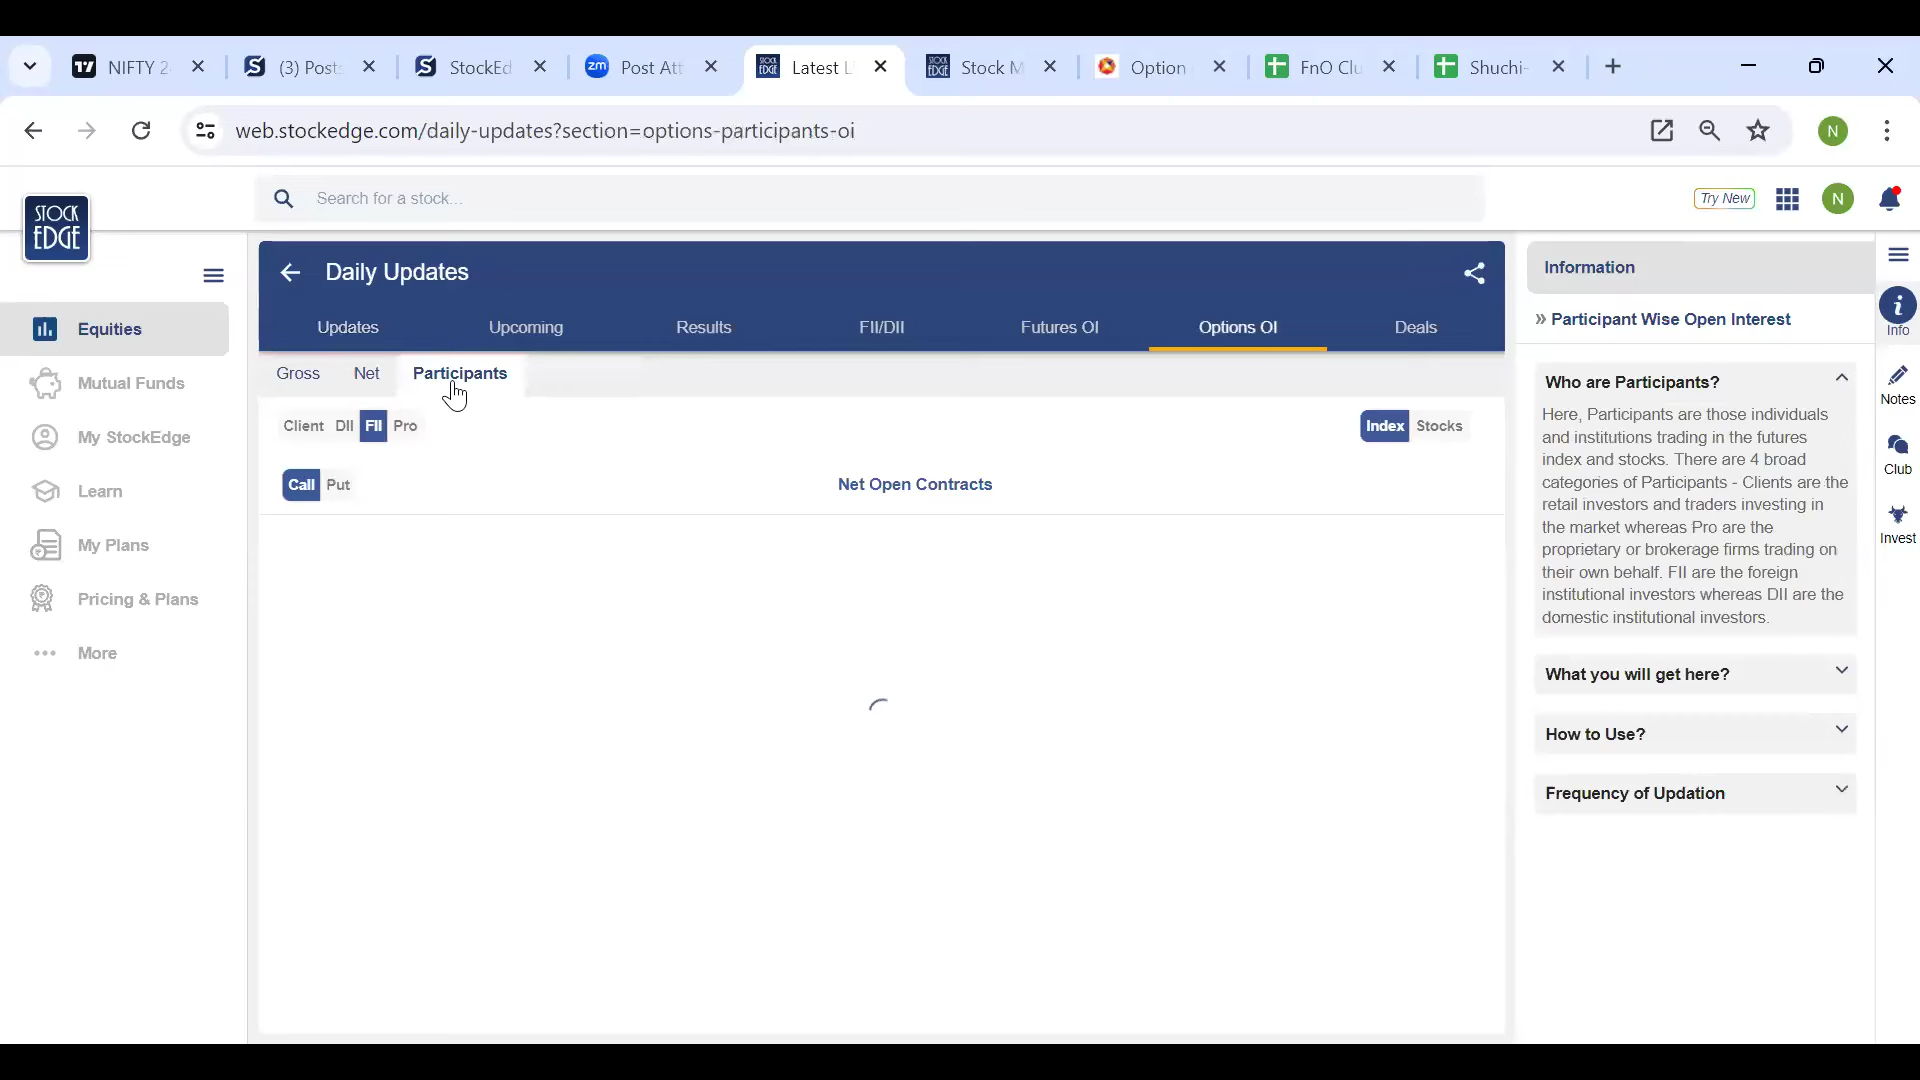 NIFTY 2
(3) Posts
StockEd
zm Post Att
STOCK EDGE Latest Li
STOCK EDGE Stock M
Option
FnO Clu
Shuchi-
web.stockedge.com/daily-updates?section=options-participants-oi
N
STOCK
EDGE
Search for a stock...
Try New
N
Daily Updates
Updates Upcoming Results FII/DII Futures OI Options OI Deals
Gross Net Participants
Client DII FII Pro
Index Stocks
Call Put
Net Open Contracts
Equities
Mutual Funds
My StockEdge
Learn
My Plans
Pricing & Plans
More
Information
» Participant Wise Open Interest
Who are Participants?
Here, Participants are those individuals
and institutions trading in the futures
index and stocks. There are 4 broad
categories of Participants - Clients are the
retail investors and traders investing in
the market whereas Pro are the
proprietary or brokerage firms trading on
their own behalf. FII are the foreign
institutional investors whereas DII are the
domestic institutional investors.
What you will get here?
How to Use?
Frequency of Updation
Info
Notes
Club
Invest